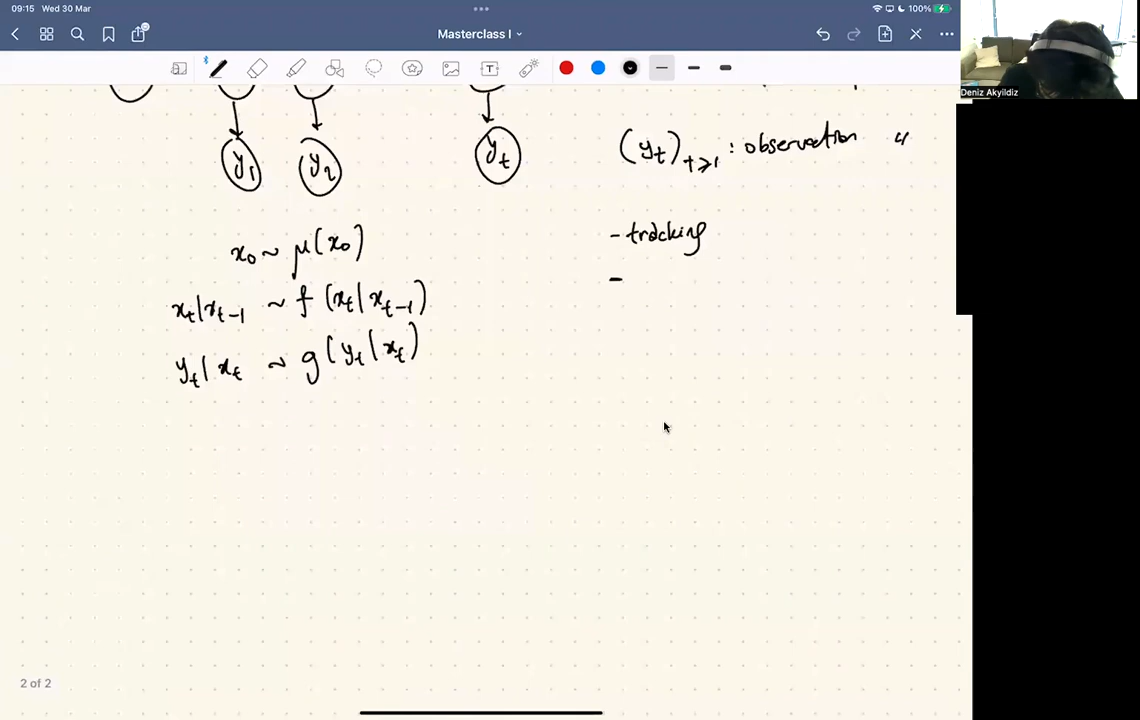 09:15 Wed 30 Mar
100%
Masterclass I
Deniz Akyildiz
y₁ y₂ yₜ
(yₜ)ₜ≥₁ : observation "
x₀ ~ μ(x₀)
xₜ|xₜ₋₁ ~ f(xₜ|xₜ₋₁)
yₜ|xₜ ~ g(yₜ|xₜ)
- tracking
-
2 of 2